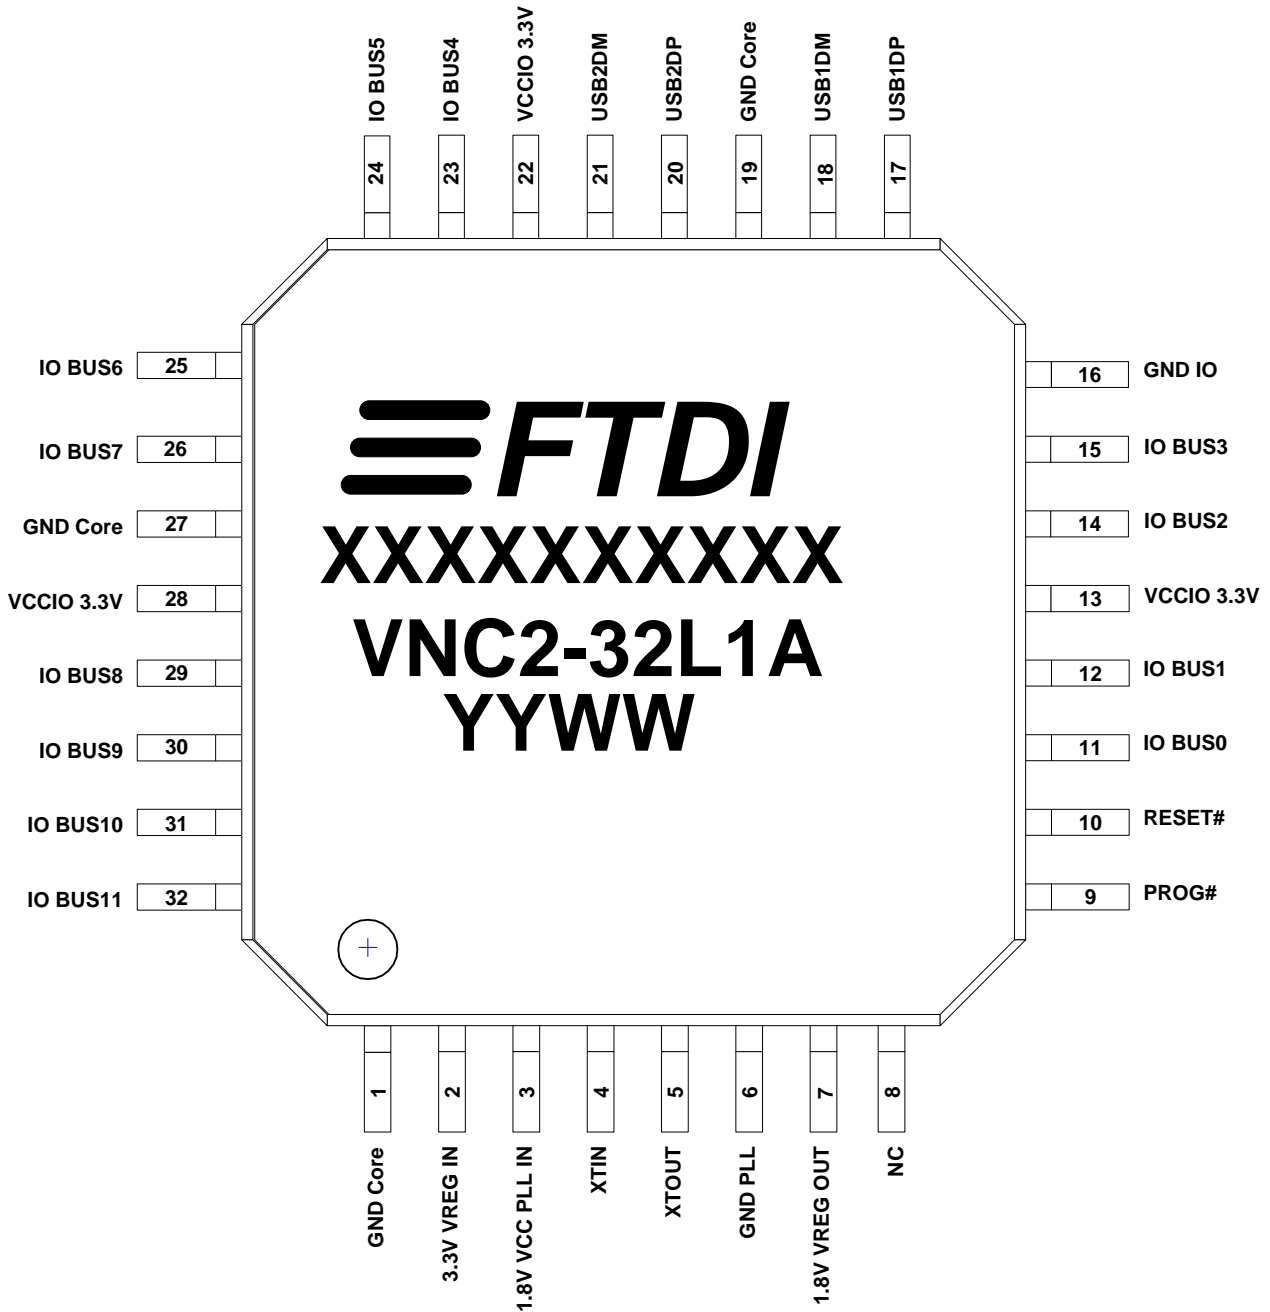 IO BUS5
IO BUS4
VCCIO 3.3V
USB2DM
USB2DP
GND Core
USB1DM
USB1DP
24
23
22
21
20
19
18
17
IO BUS6 25
IO BUS7 26
GND Core 27
VCCIO 3.3V 28
IO BUS8 29
IO BUS9 30
IO BUS10 31
IO BUS11 32
FTDI
XXXXXXXXXX
VNC2-32L1A
YYWW
16 GND IO
15 IO BUS3
14 IO BUS2
13 VCCIO 3.3V
12 IO BUS1
11 IO BUS0
10 RESET#
9 PROG#
1
2
3
4
5
6
7
8
GND Core
3.3V VREG IN
1.8V VCC PLL IN
XTIN
XTOUT
GND PLL
1.8V VREG OUT
NC